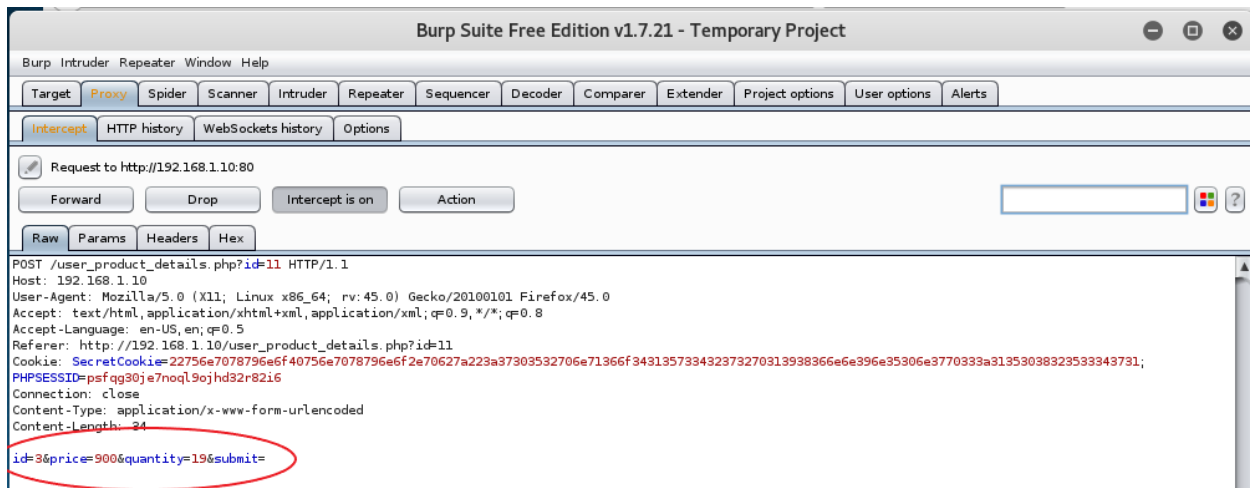 Burp Suite Free Edition v1.7.21 - Temporary Project
Burp Intruder Repeater Window Help
Target Proxy Spider Scanner Intruder Repeater Sequencer Decoder Comparer Extender Project options User options Alerts
Intercept HTTP history WebSockets history Options
Request to http://192.168.1.10:80
Forward Drop Intercept is on Action
?
Raw Params Headers Hex
POST /user_product_details.php?id=11 HTTP/1.1
Host: 192.168.1.10
User-Agent: Mozilla/5.0 (X11; Linux x86_64; rv:45.0) Gecko/20100101 Firefox/45.0
Accept: text/html,application/xhtml+xml,application/xml;q=0.9,*/*;q=0.8
Accept-Language: en-US,en;q=0.5
Referer: http://192.168.1.10/user_product_details.php?id=11
Cookie: SecretCookie=22756e7078796e6f40756e7078796e6f2e70627a223a37303532706e71366f343135733432373270313938366e6e396e35306e3770333a31353038323533343731;
PHPSESSID=psfqg30je7noql9ojhd32r82i6
Connection: close
Content-Type: application/x-www-form-urlencoded
Content-Length: 34
id=3&price=900&quantity=19&submit=